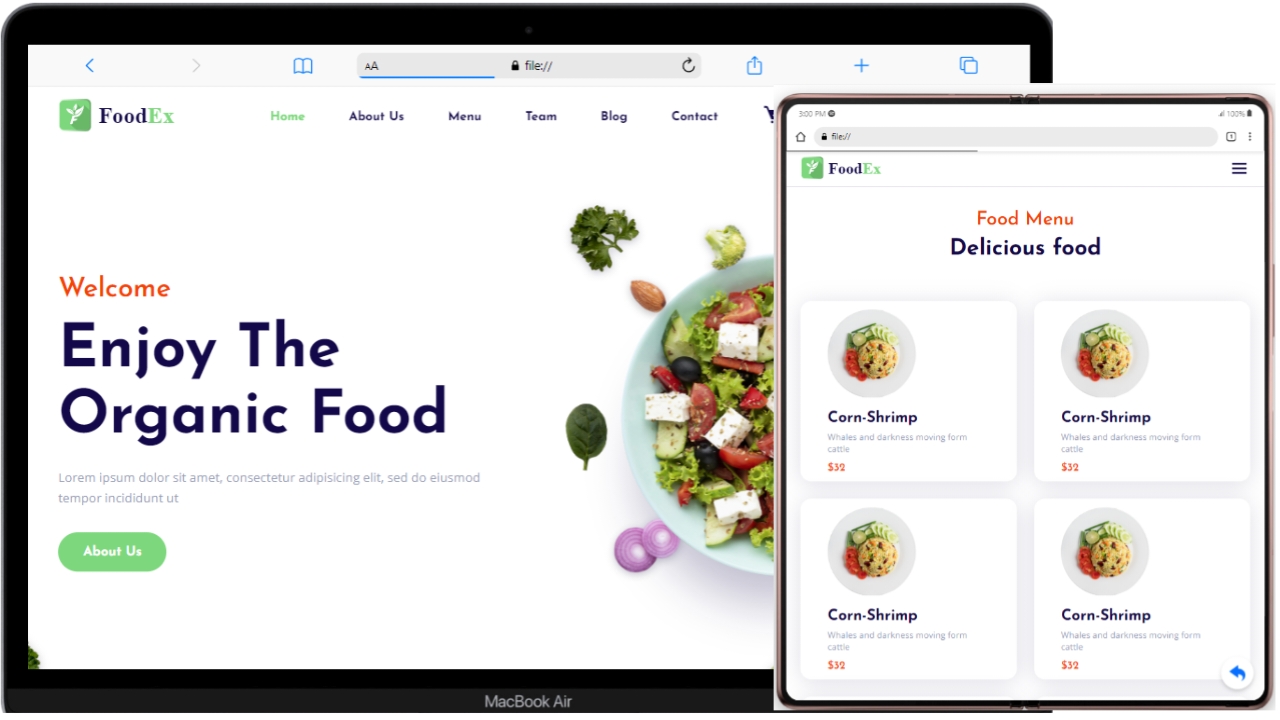 AA
file://
FoodEx
Home
About Us
Menu
Team
Blog
Contact
Welcome
Enjoy The
Organic Food
Lorem ipsum dolor sit amet, consectetur adipisicing elit, sed do eiusmod
tempor incididunt ut
About Us
MacBook Air
3:00 PM
100%
file://
1
FoodEx
Food Menu
Delicious food
Corn-Shrimp
Whales and darkness moving form
cattle
$32
Corn-Shrimp
Whales and darkness moving form
cattle
$32
Corn-Shrimp
Whales and darkness moving form
cattle
$32
Corn-Shrimp
Whales and darkness moving form
cattle
$32